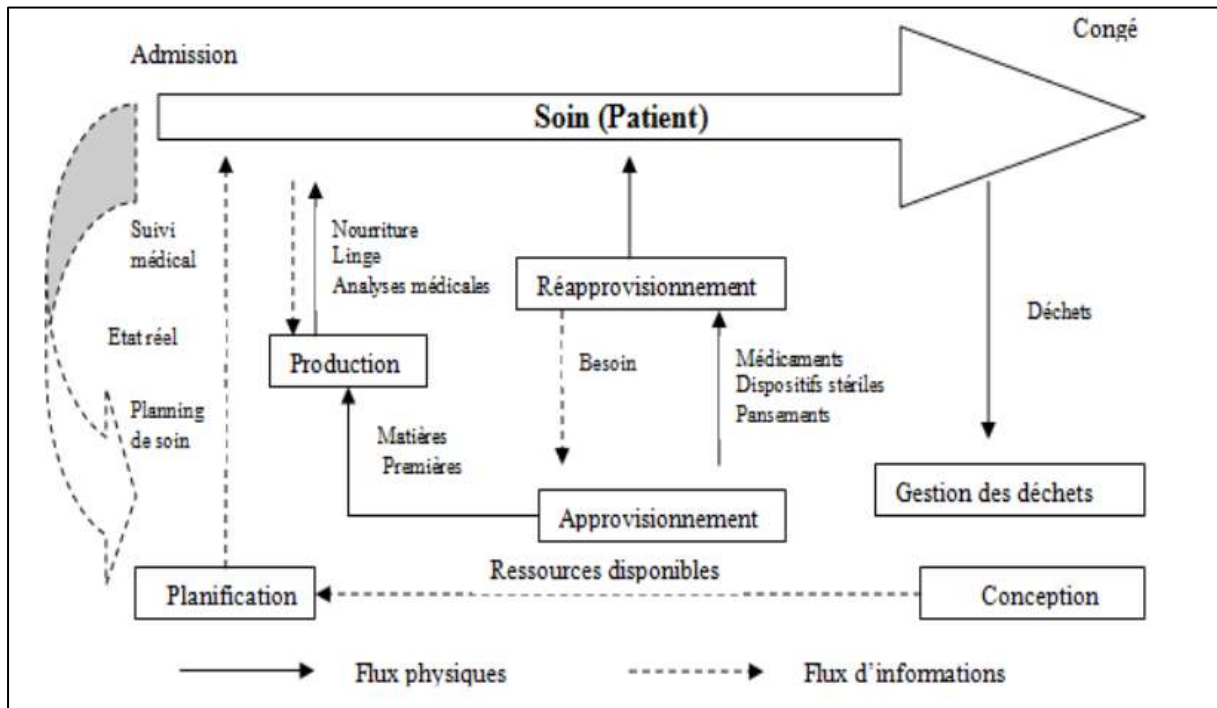 Congé
Admission
Soin (Patient)
Suivi
médical
Nourriture
Linge
Analyses médicales
Réapprovisionnement
Déchets
Etat réel
Production
Besoin
Médicaments
Dispositifs stériles
Pansements
Planning
de soin
Matières
Premières
Gestion des déchets
Approvisionnement
Ressources disponibles
Planification
Conception
Flux physiques
Flux d’informations